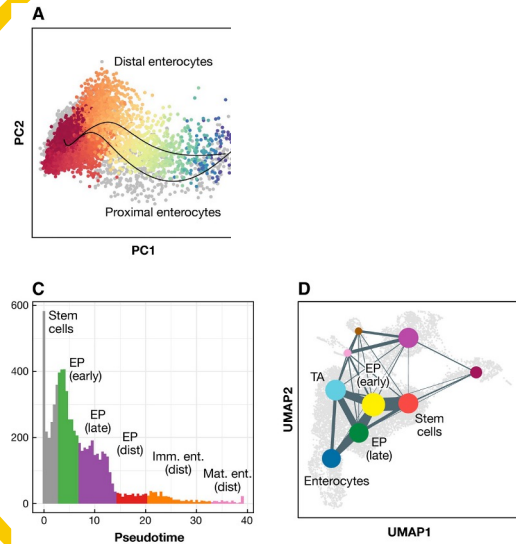 A
Distal enterocytes
PC2
Proximal enterocytes
PC1
C
600
400
200
0
Stem
cells
EP
(early)
EP
(late)
EP
(dist)
Imm. ent.
(dist)
Mat. ent.
(dist)
0 10 20 30 40
Pseudotime
D
UMAP2
TA
EP
(early)
Stem
cells
EP
(late)
Enterocytes
UMAP1